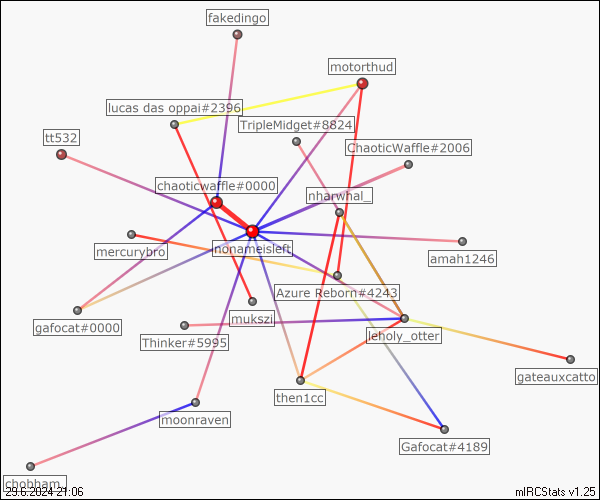 fakedingo
motorthud
lucas das oppai#2396
TripleMidget#8824
tt532
ChaoticWaffle#2006
chaoticwaffle#0000
nharwhal_
nonameisleft
mercurybro
amah1246
Azure Reborn#4243
mukszi
gafocat#0000
Thinker#5995
leholy_otter
gateauxcatto
then1cc
moonraven
Gafocat#4189
chobham_
29.6.2024 21:06
mIRCStats v1.25